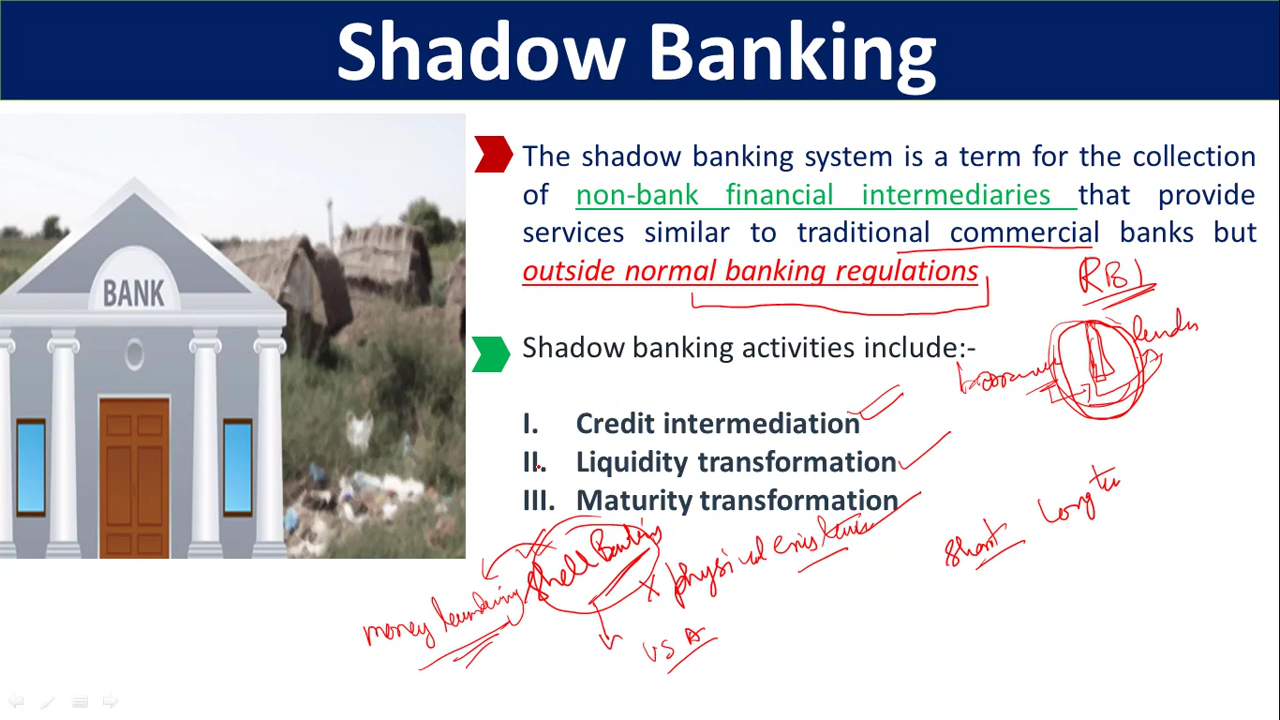 Shadow Banking
BANK
The shadow banking system is a term for the collection
of non-bank financial intermediaries that provide
services similar to traditional commercial banks but
outside normal banking regulations
RBI
Shadow banking activities include:-
I. Credit intermediation
II. Liquidity transformation
III. Maturity transformation
short
long
Shell
X physical existence
money
USA